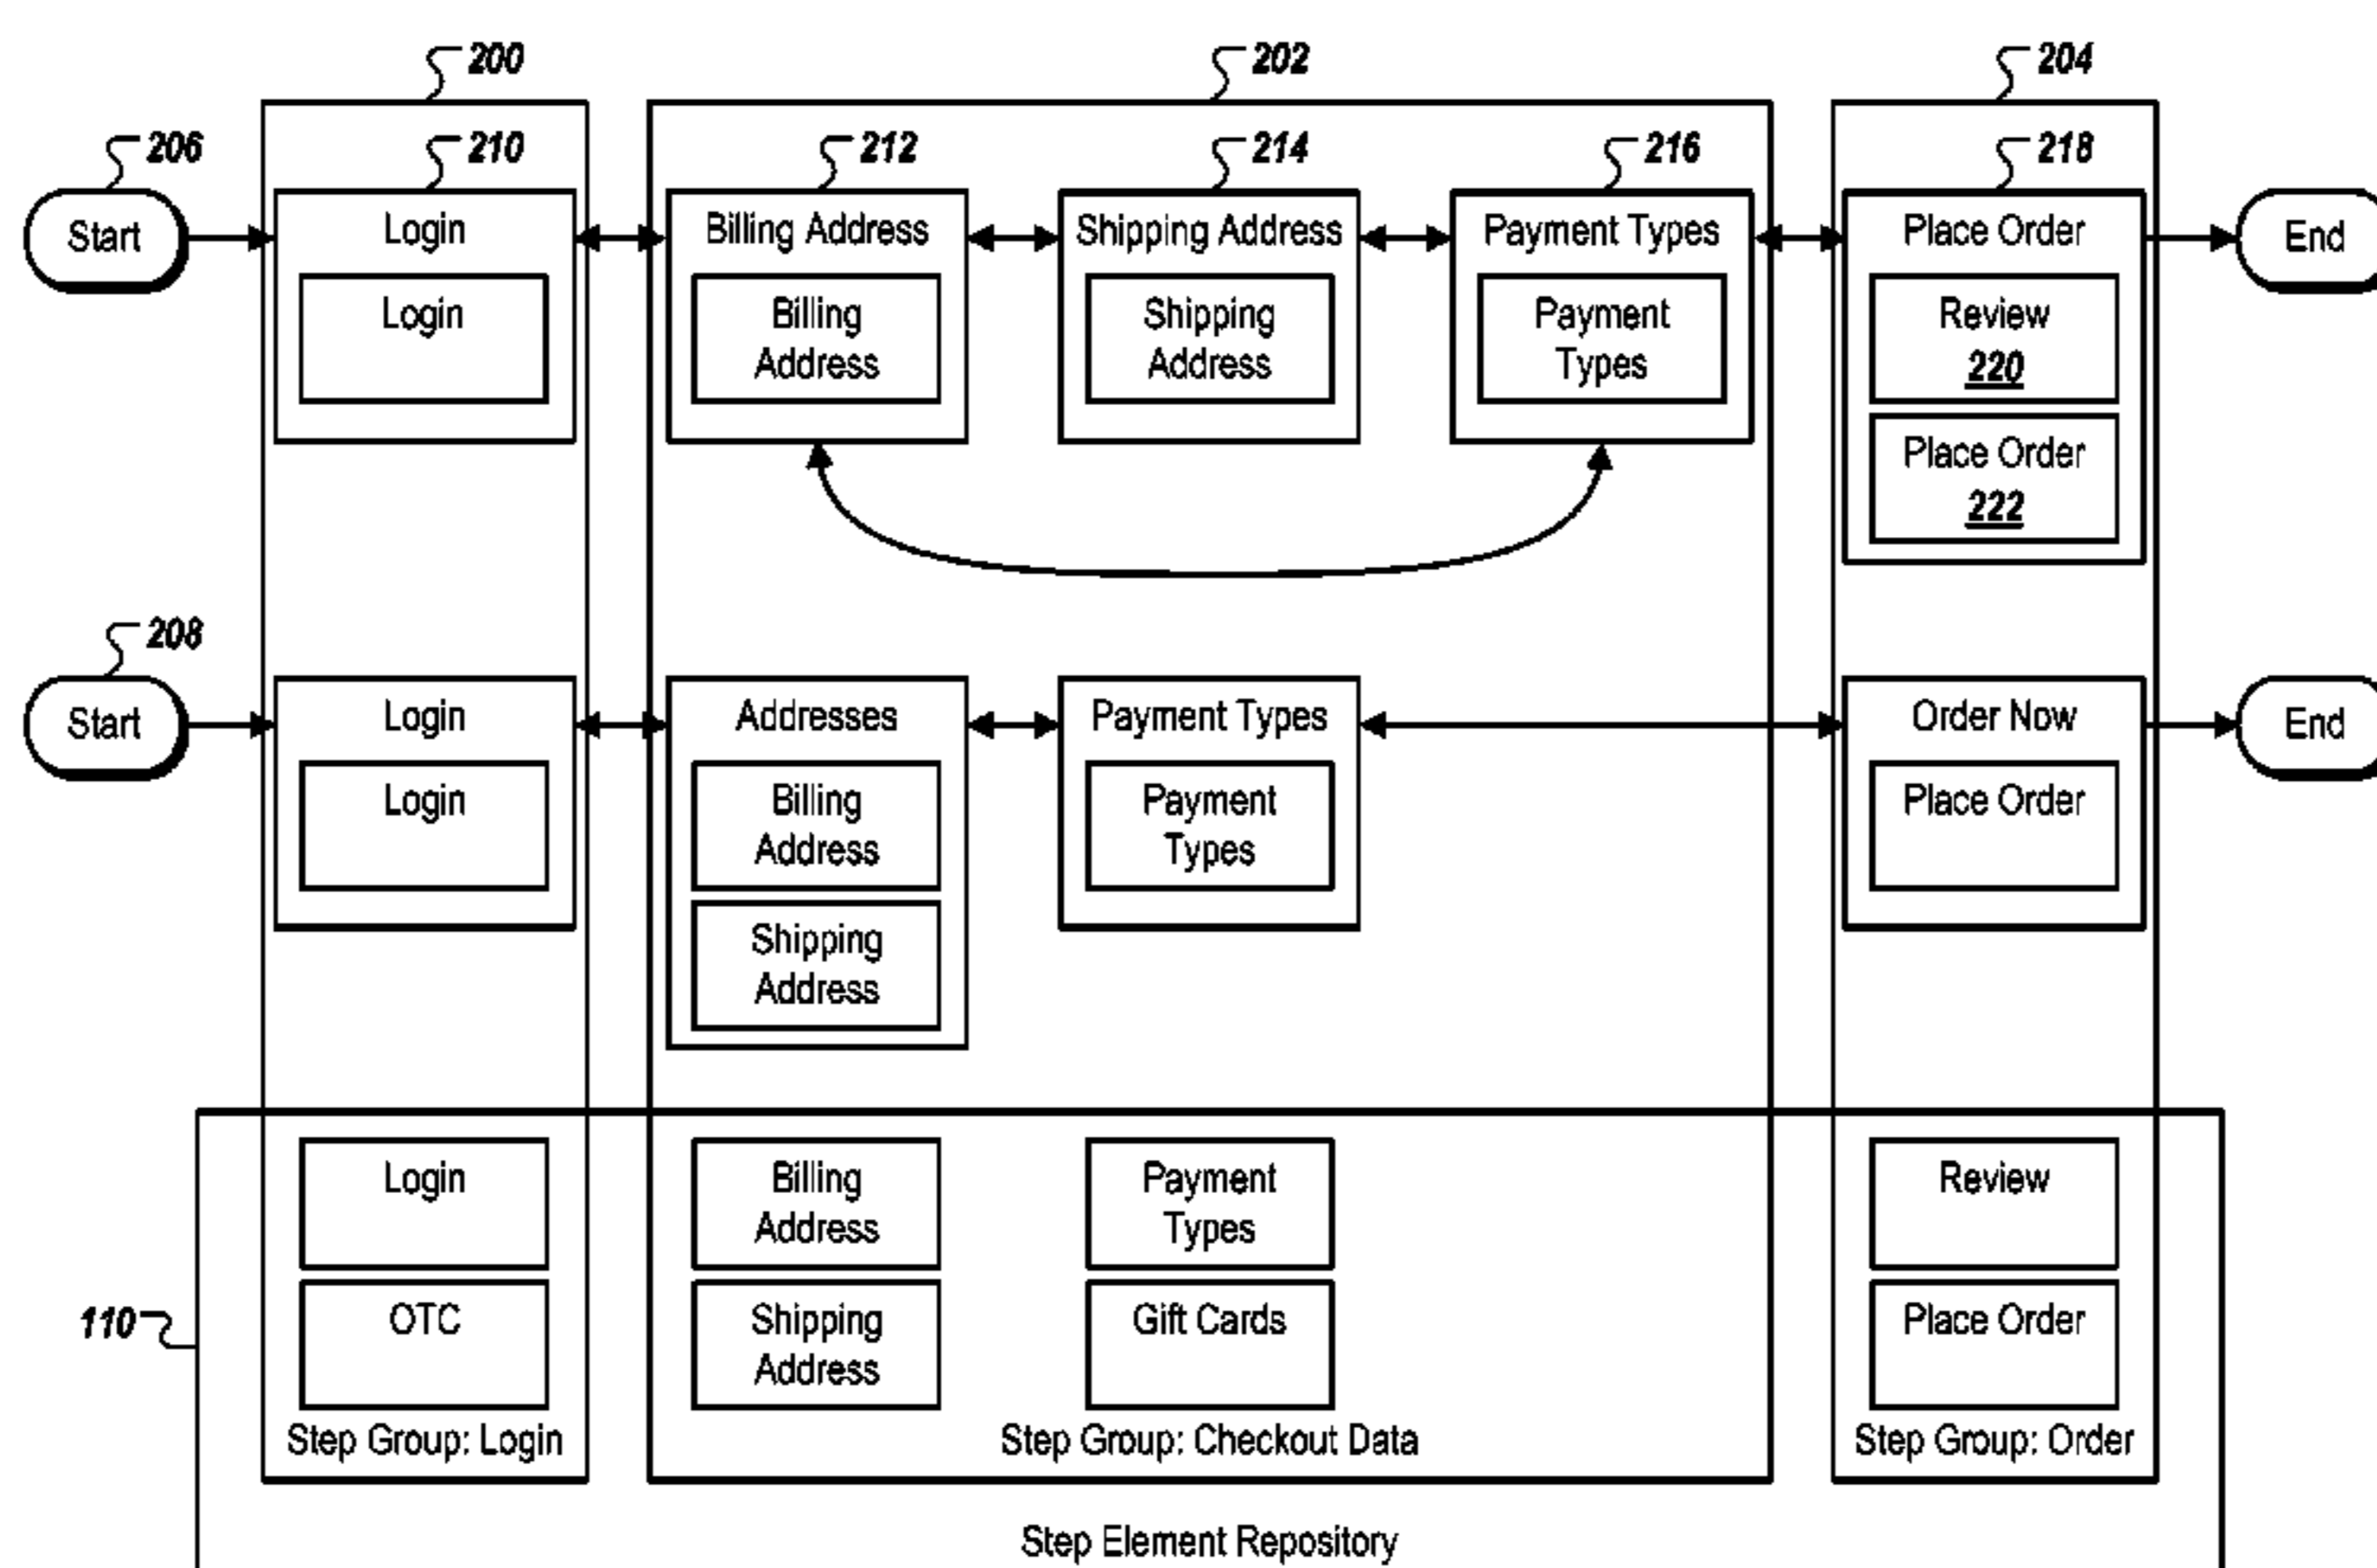 200
202
204
206
210
212
214
216
218
Start
Login
Billing Address
Shipping Address
Payment Types
Place Order
End
Login
Billing
Address
Shipping
Address
Payment
Types
Review
220
Place Order
222
208
Start
Login
Addresses
Payment Types
Order Now
End
Login
Billing
Address
Payment
Types
Place Order
Shipping
Address
Login
Billing
Address
Payment
Types
Review
110
OTC
Shipping
Address
Gift Cards
Place Order
Step Group: Login
Step Group: Checkout Data
Step Group: Order
Step Element Repository